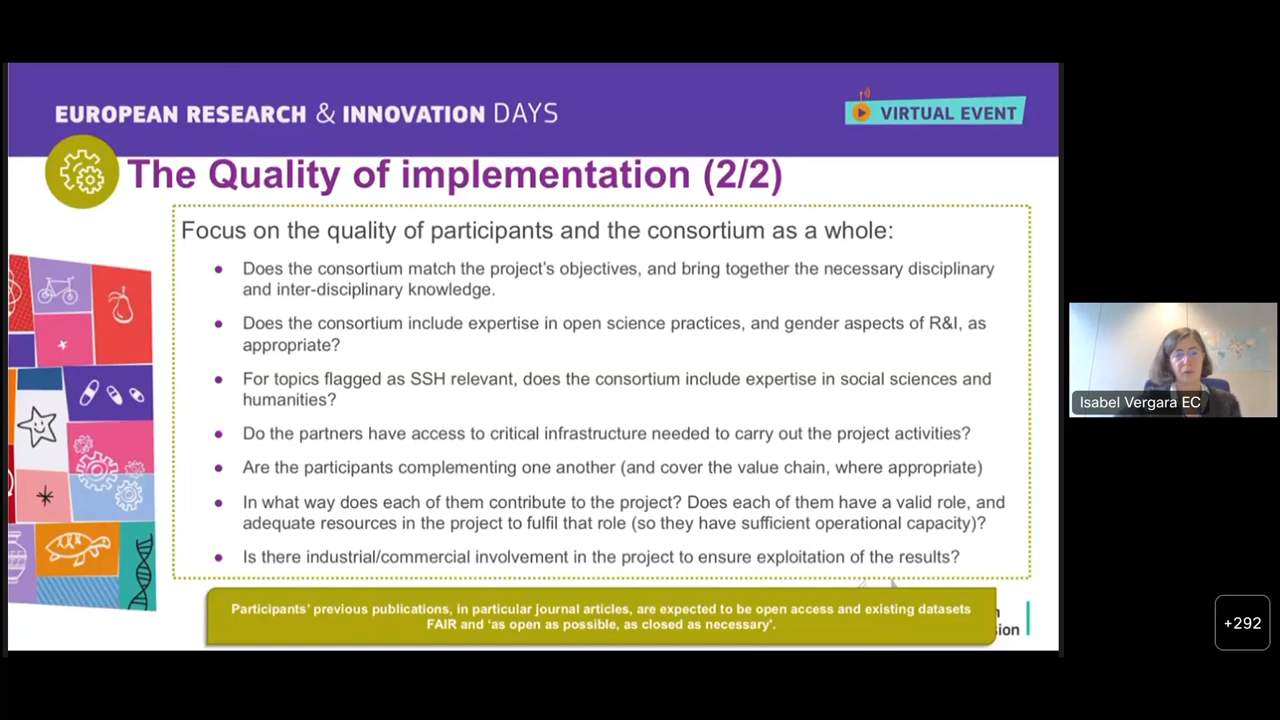 EUROPEAN RESEARCH & INNOVATION DAYS
VIRTUAL EVENT
The Quality of implementation (2/2)
Focus on the quality of participants and the consortium as a whole:
● Does the consortium match the project's objectives, and bring together the necessary disciplinary
and inter-disciplinary knowledge.
● Does the consortium include expertise in open science practices, and gender aspects of R&I, as
appropriate?
● For topics flagged as SSH relevant, does the consortium include expertise in social sciences and
humanities?
● Do the partners have access to critical infrastructure needed to carry out the project activities?
● Are the participants complementing one another (and cover the value chain, where appropriate)
● In what way does each of them contribute to the project? Does each of them have a valid role, and
adequate resources in the project to fulfil that role (so they have sufficient operational capacity)?
● Is there industrial/commercial involvement in the project to ensure exploitation of the results?
Participants' previous publications, in particular journal articles, are expected to be open access and existing datasets
FAIR and 'as open as possible, as closed as necessary'.
Isabel Vergara EC
+292